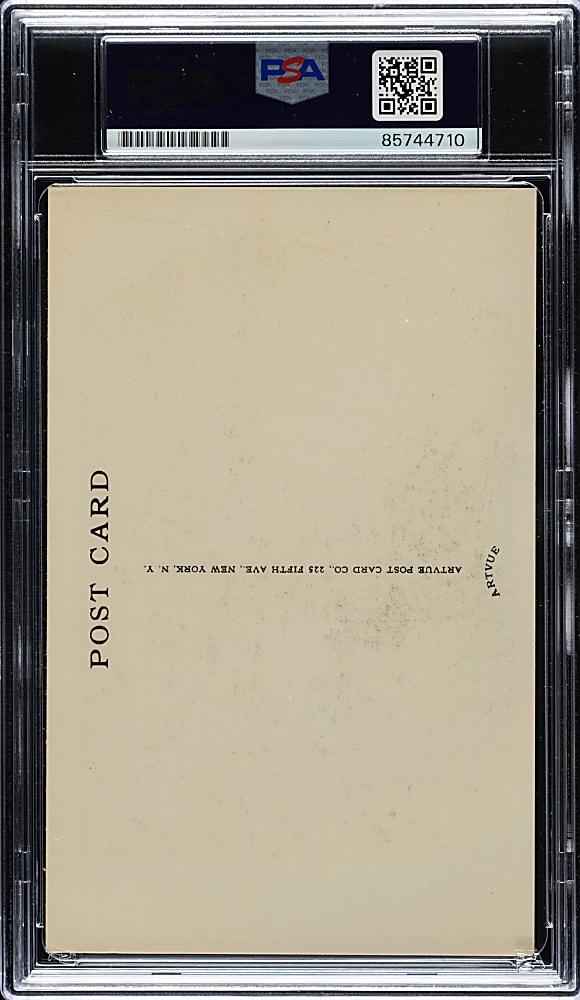 PSA
85744710
POST CARD
ARTVUE POST CARD CO., 225 FIFTH AVE., NEW YORK, N. Y.
ARTVUE